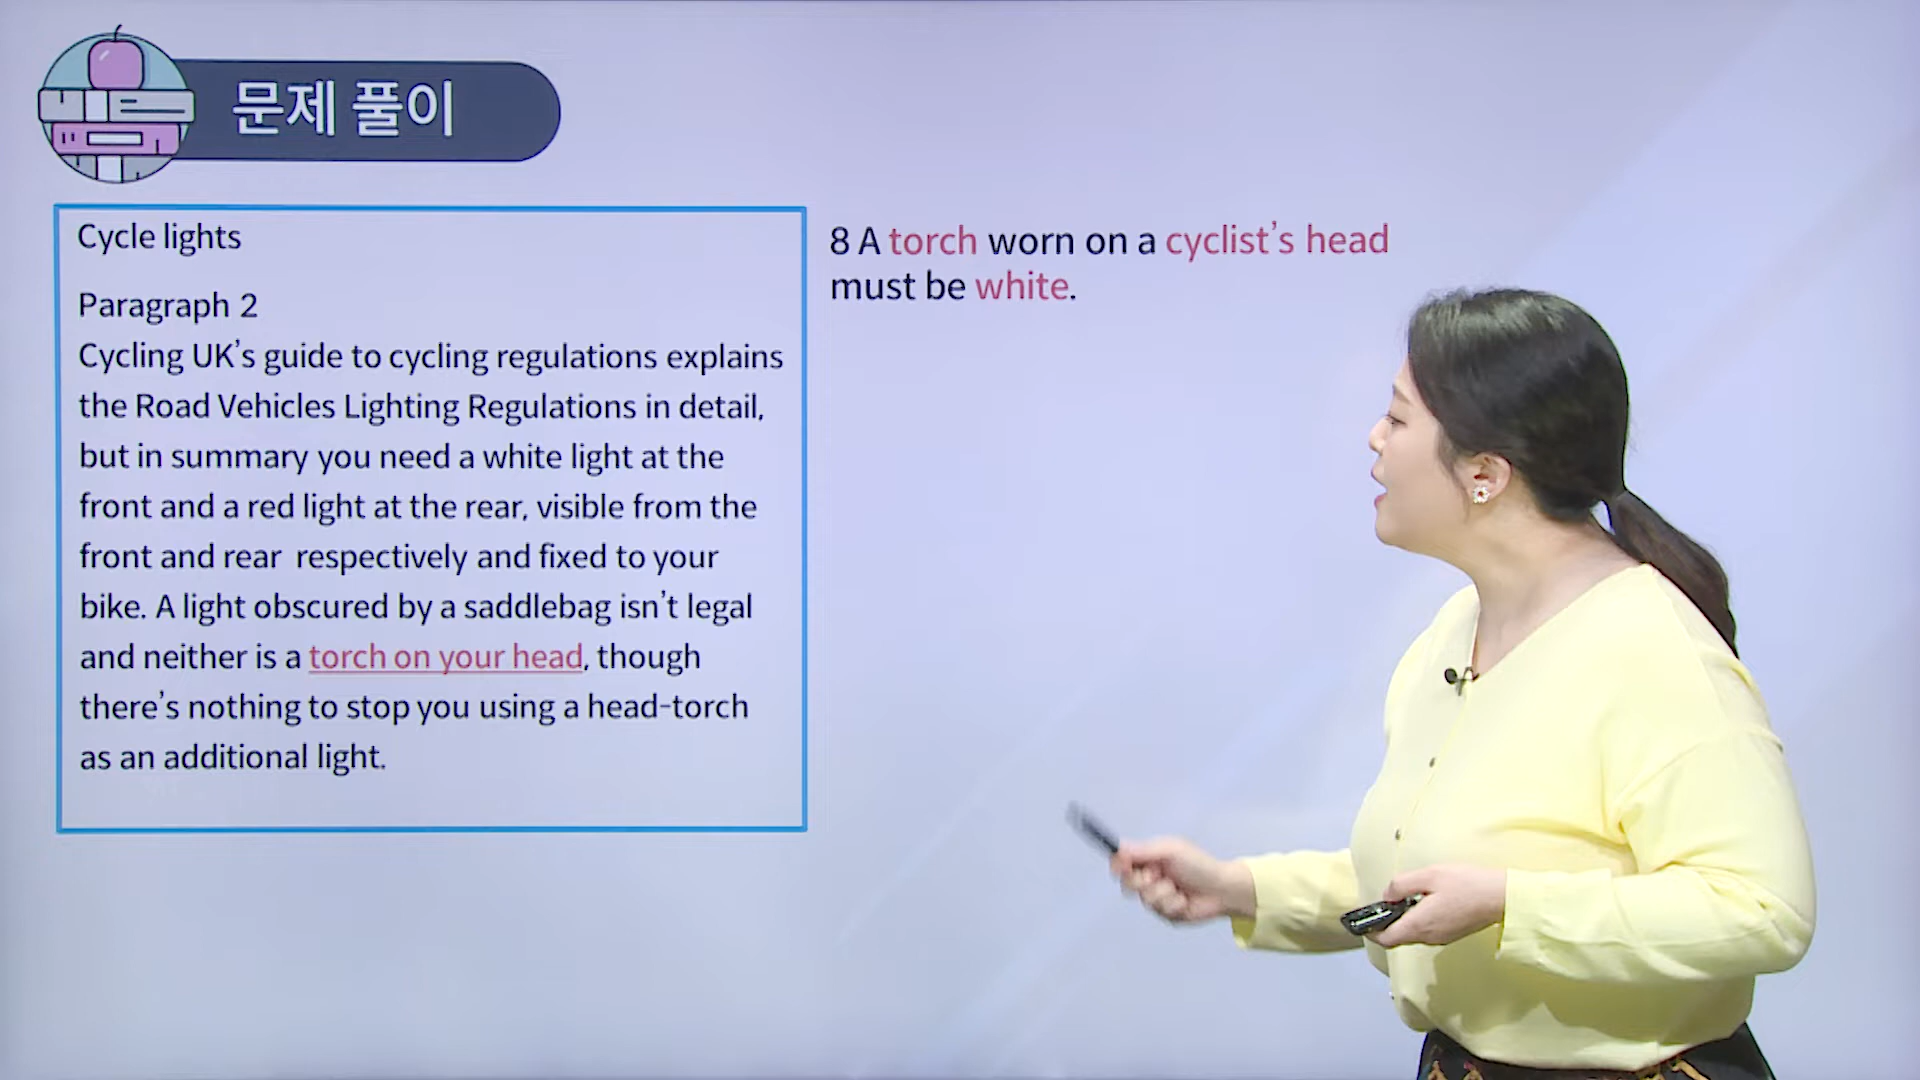 문제 풀이
Cycle lights
Paragraph 2
Cycling UK's guide to cycling regulations explains
the Road Vehicles Lighting Regulations in detail,
but in summary you need a white light at the
front and a red light at the rear, visible from the
front and rear respectively and fixed to your
bike. A light obscured by a saddlebag isn't legal
and neither is a torch on your head, though
there's nothing to stop you using a head-torch
as an additional light.
8 A torch worn on a cyclist's head
must be white.